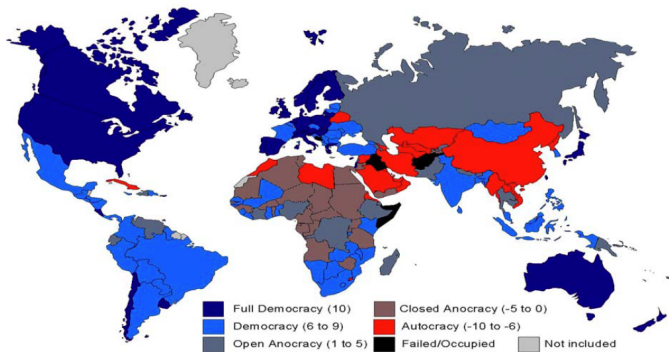 Full Democracy (10) Closed Anocracy (-5 to 0)
Democracy (6 to 9) Autocracy (-10 to -6)
Open Anocracy (1 to 5) Failed/Occupied Not included